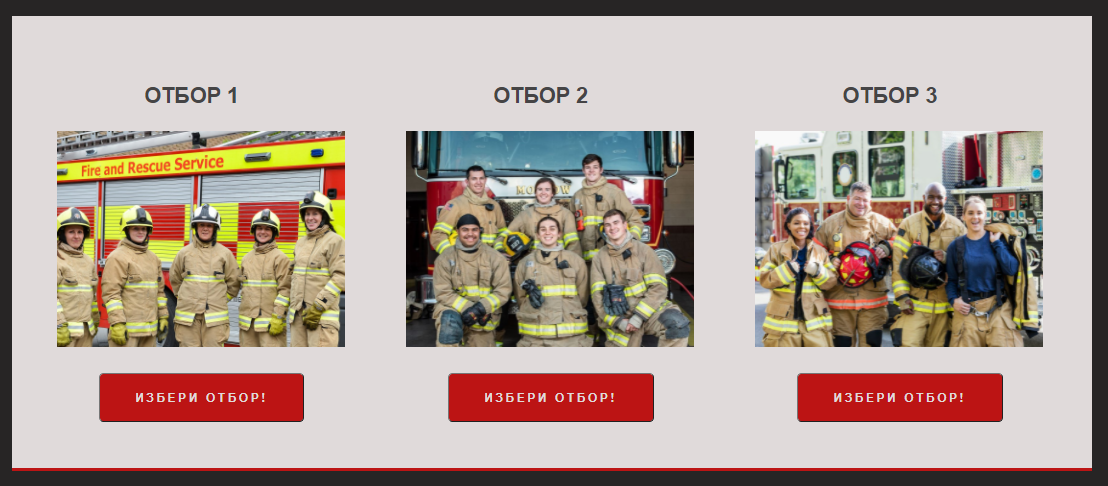 ОТБОР 1
ОТБОР 2
ОТБОР 3
Fire and Rescue Service
ИЗБЕРИ ОТБОР!
ИЗБЕРИ ОТБОР!
ИЗБЕРИ ОТБОР!